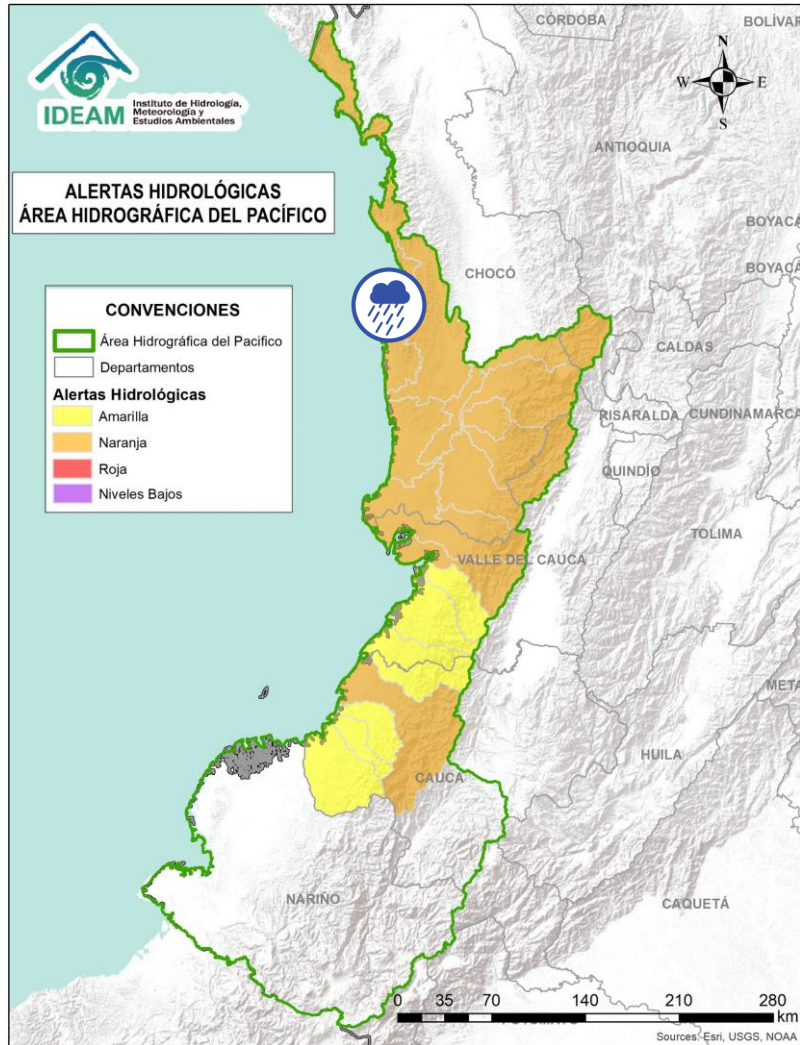 IDEAM
Instituto de Hidrología,
Meteorología y
Estudios Ambientales
CÓRDOBA
BOLÍVAR
N
W
E
S
ANTIOQUIA
ALERTAS HIDROLÓGICAS
ÁREA HIDROGRÁFICA DEL PACÍFICO
BOYACÁ
BOYACÁ
CHOCÓ
CONVENCIONES
Área Hidrográfica del Pacifico
Departamentos
Alertas Hidrológicas
Amarilla
Naranja
Roja
Niveles Bajos
CALDAS
RISARALDA
CUNDINAMARCA
QUINDÍO
TOLIMA
VALLE DEL CAUCA
META
HUILA
CAUCA
NARIÑO
CAQUETÁ
0 35 70 140 210 280
km
Sources: Esri, USGS, NOAA